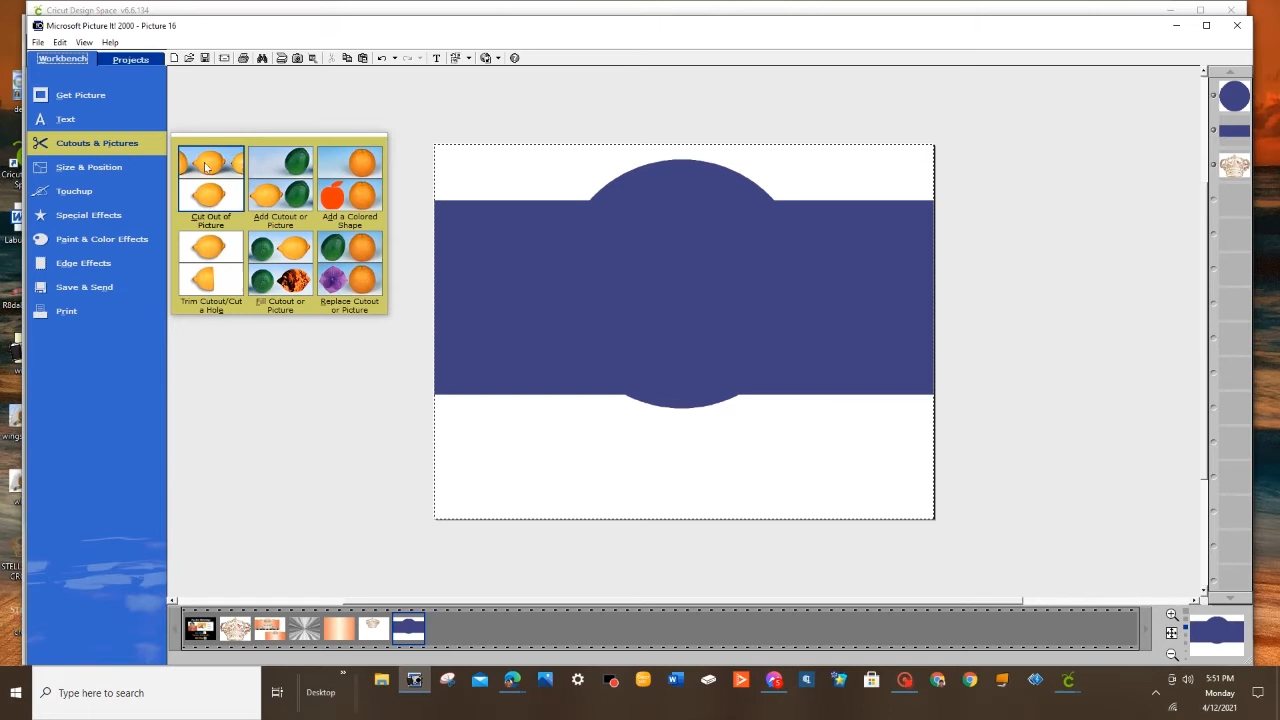 Cricut Design Space v6.6.134
Microsoft Picture It! 2000 - Picture 16
File Edit View Help
Workbench Projects
Get Picture
Text
Cutouts & Pictures
Size & Position
Touchup
Special Effects
Paint & Color Effects
Edge Effects
Save & Send
Print
Cut Out of
Picture
Add Cutout or
Picture
Add a Colored
Shape
Trim Cutout/Cut
a Hole
Fill Cutout or
Picture
Replace Cutout
or Picture
Type here to search
Desktop
5:51 PM
Monday
4/12/2021